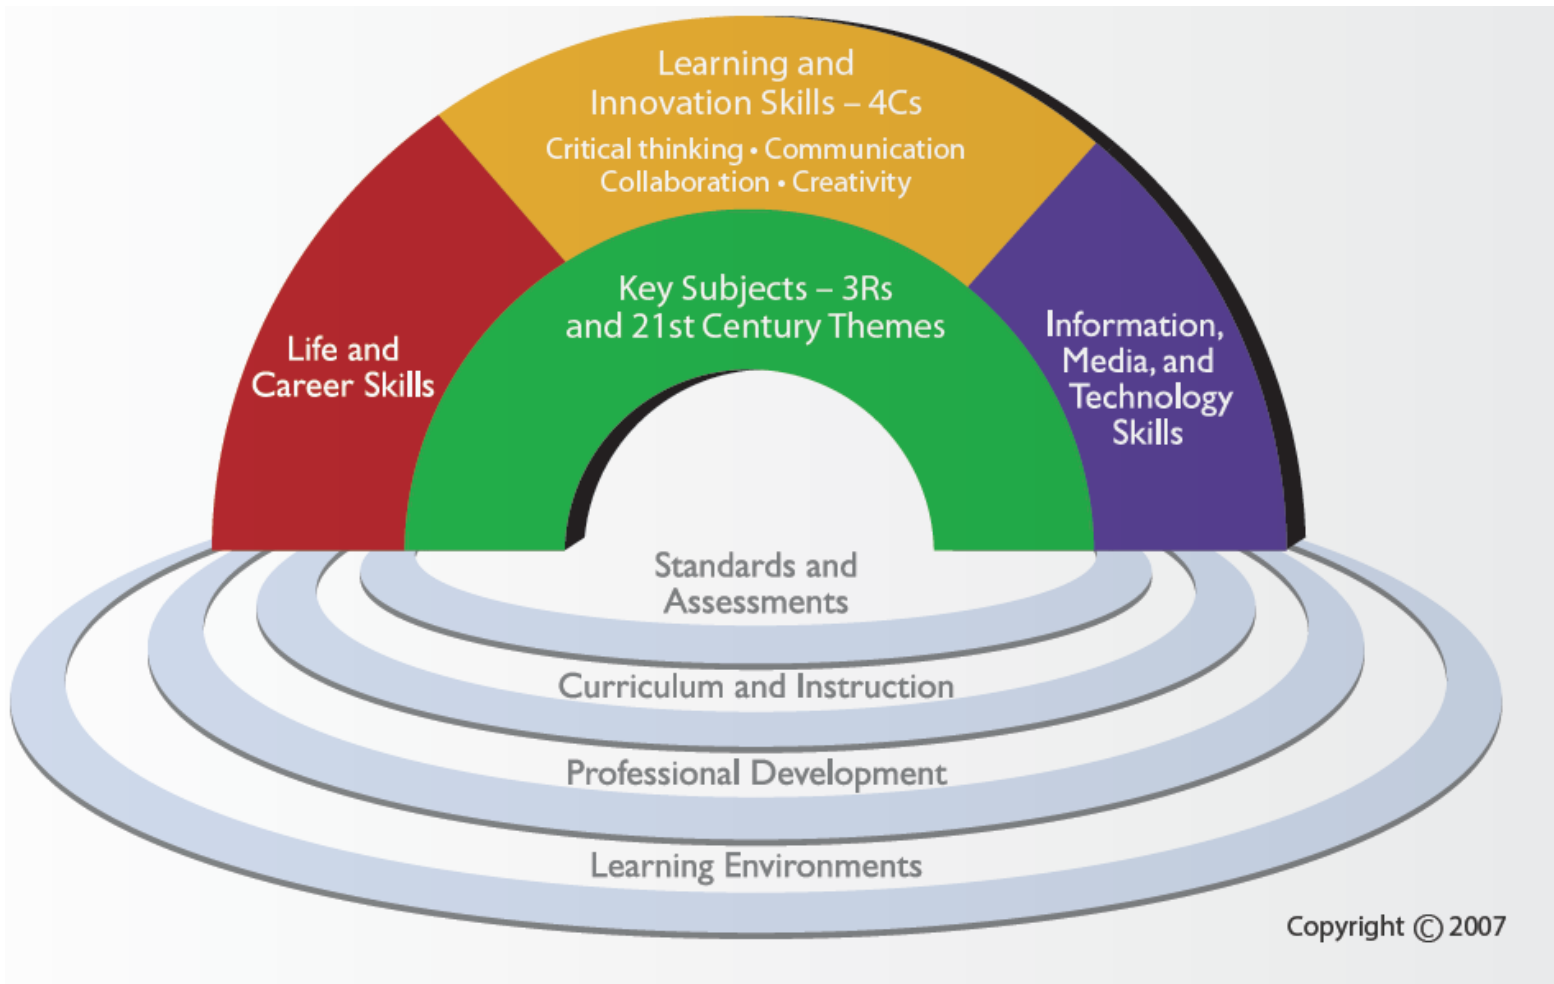 Learning and
Innovation Skills – 4Cs
Critical thinking • Communication
Collaboration • Creativity
Key Subjects – 3Rs
and 21st Century Themes
Life and
Career Skills
Information,
Media, and
Technology
Skills
Standards and
Assessments
Curriculum and Instruction
Professional Development
Learning Environments
Copyright © 2007